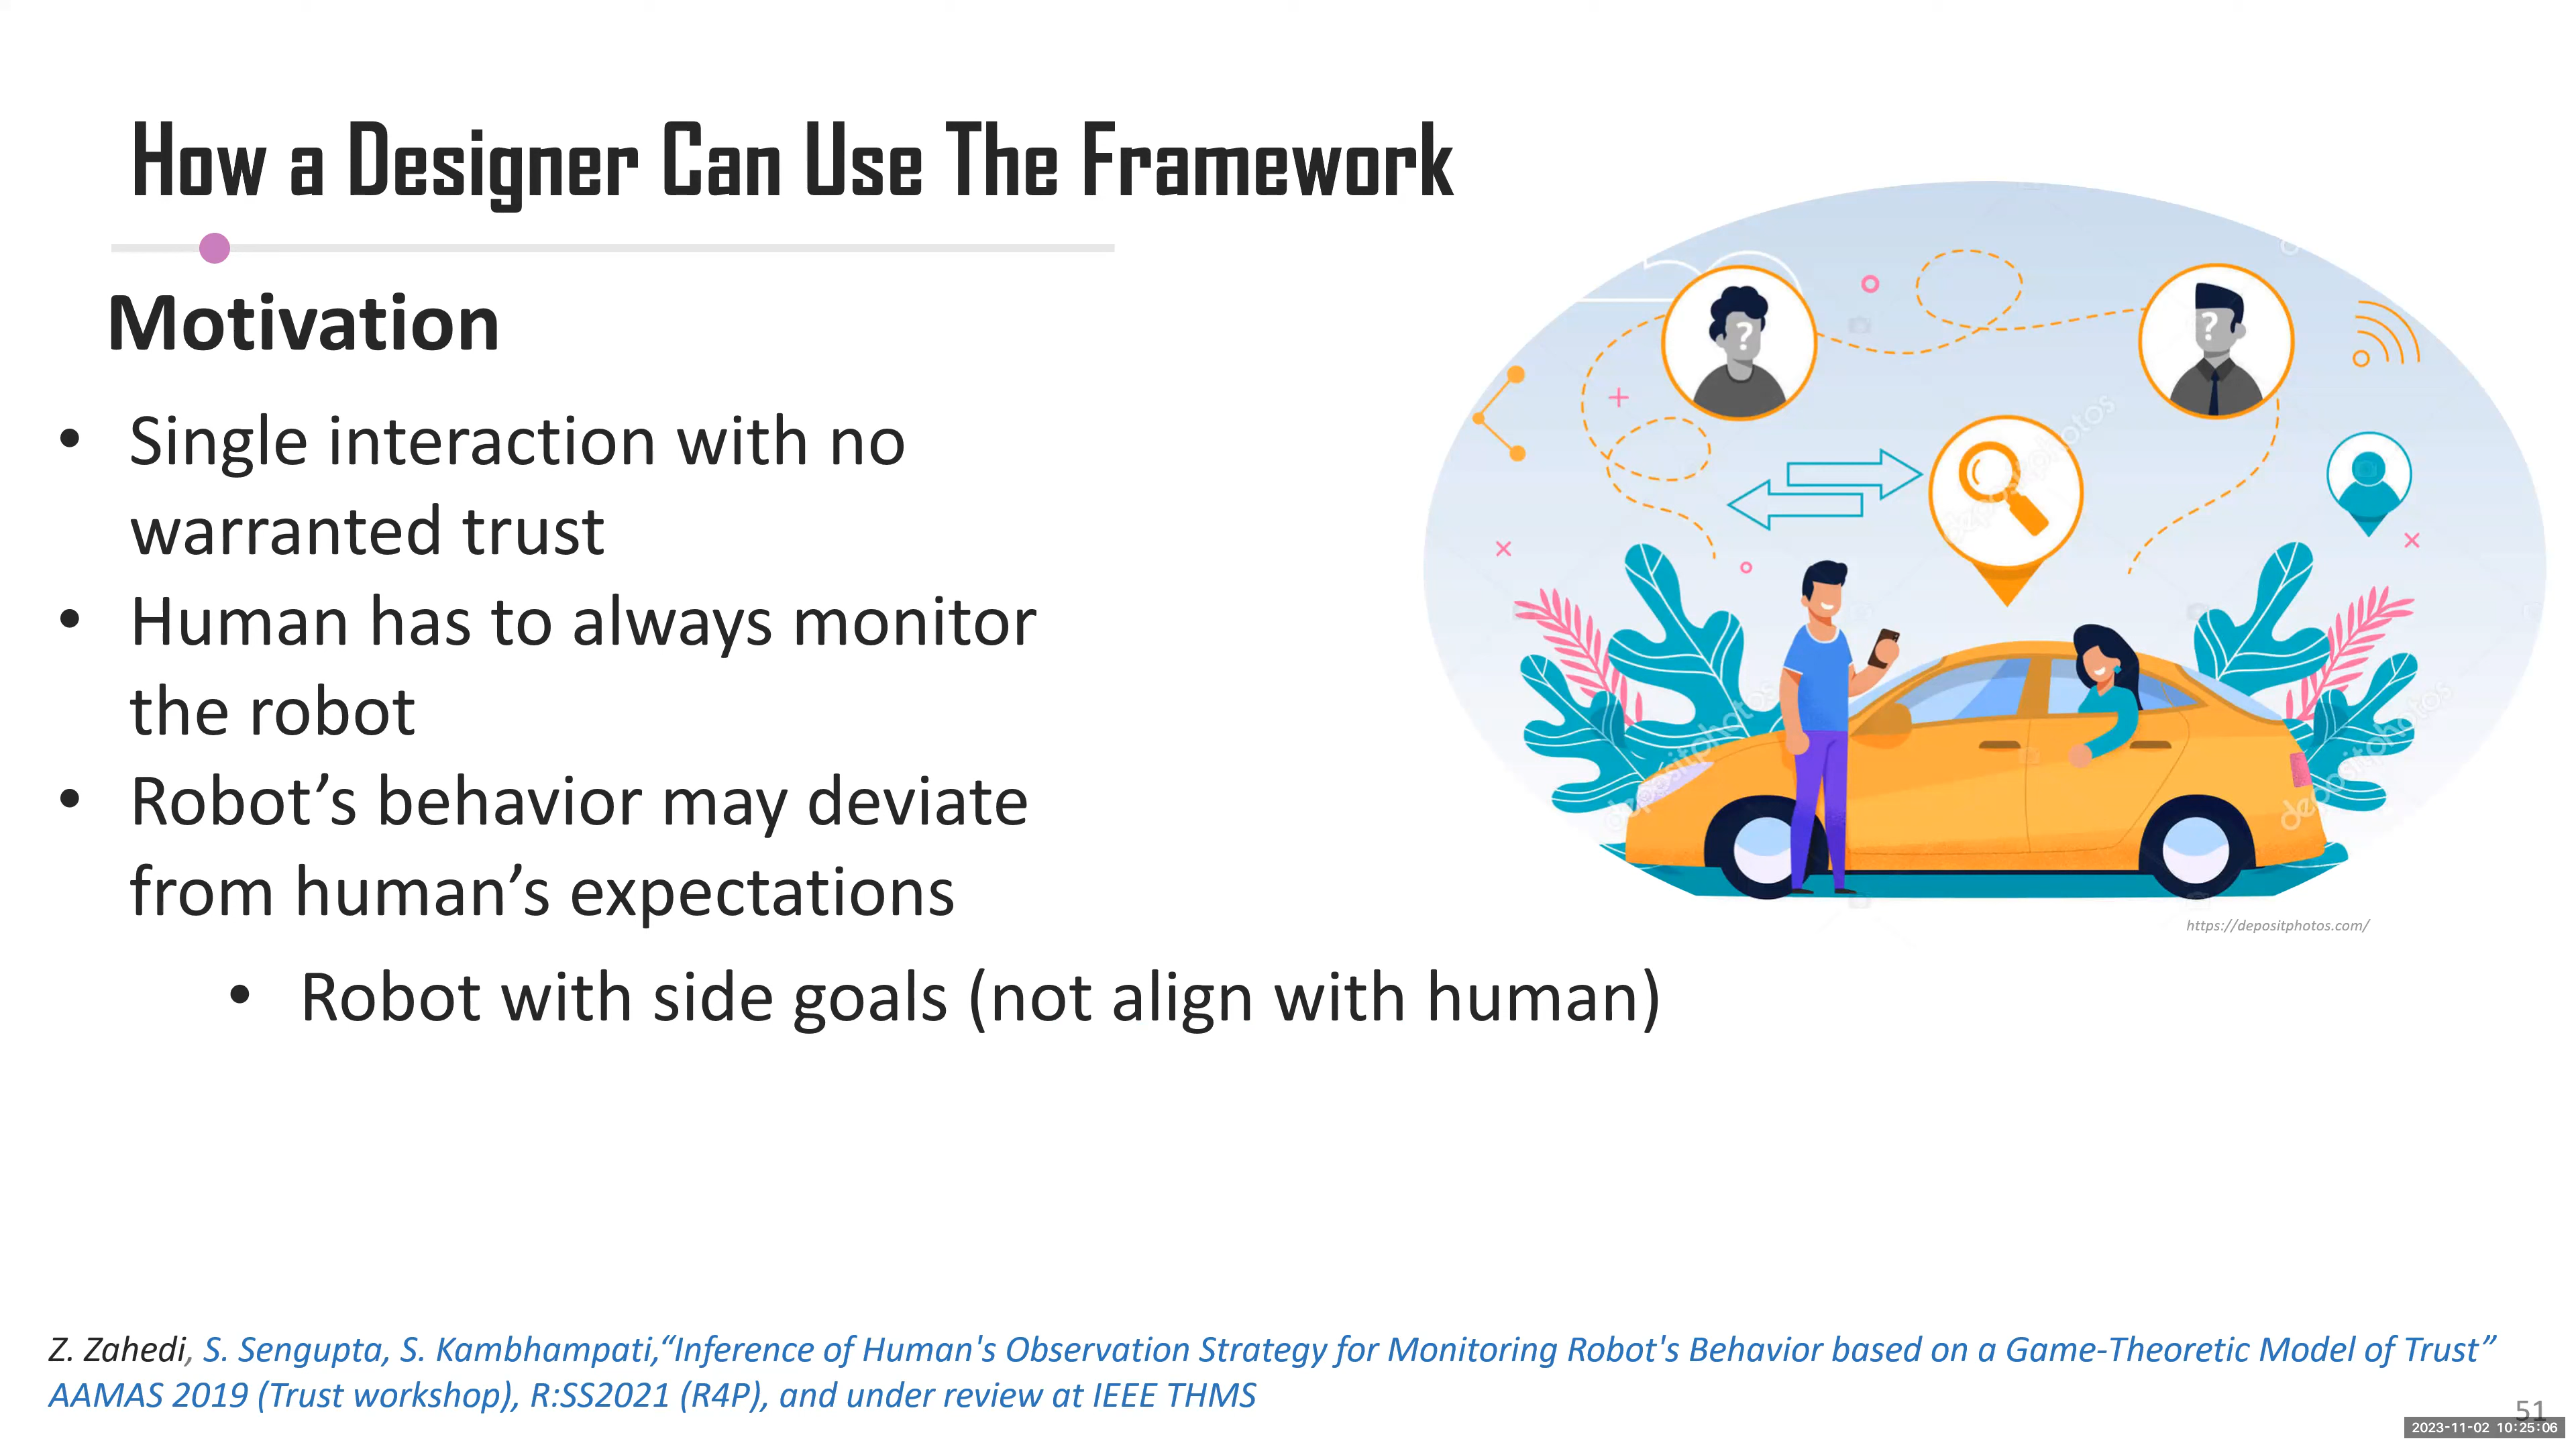 How a Designer Can Use The Framework
Motivation
• Single interaction with no
warranted trust
• Human has to always monitor
the robot
• Robot’s behavior may deviate
from human’s expectations
• Robot with side goals (not align with human)
?
?
depositphotos
depositphotos
depositphotos
https://depositphotos.com/
Z. Zahedi, S. Sengupta, S. Kambhampati,“Inference of Human's Observation Strategy for Monitoring Robot's Behavior based on a Game-Theoretic Model of Trust”
AAMAS 2019 (Trust workshop), R:SS2021 (R4P), and under review at IEEE THMS
51
2023-11-02 10:25:06